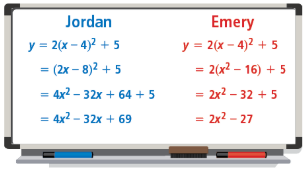 Jordan Emery
y = 2(x – 4)² + 5 y = 2(x – 4)² + 5
= (2x – 8)² + 5 = 2(x² – 16) + 5
= 4x² – 32x + 64 + 5 = 2x² – 32 + 5
= 4x² – 32x + 69 = 2x² – 27